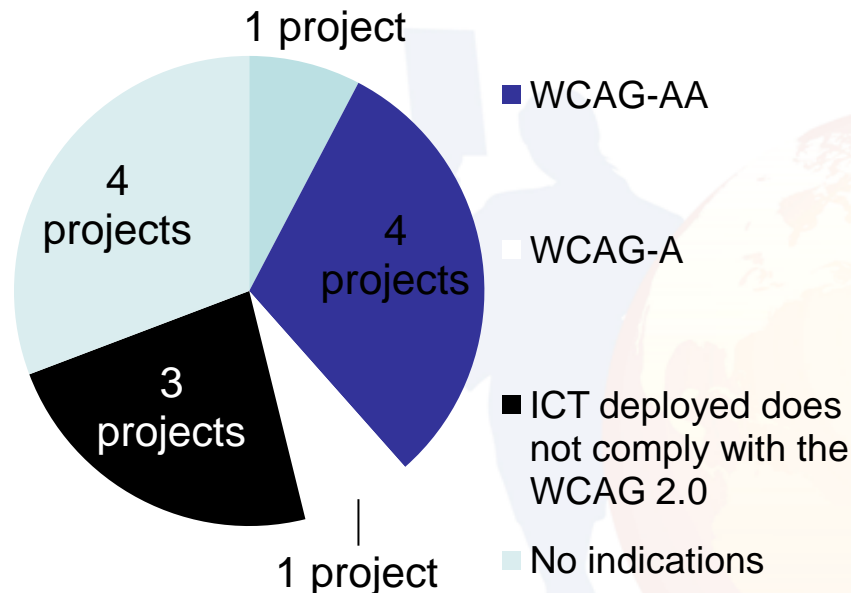 1 project
4
projects
4
projects
3
projects
1 project
WCAG-AA
WCAG-A
ICT deployed does
not comply with the
WCAG 2.0
No indications